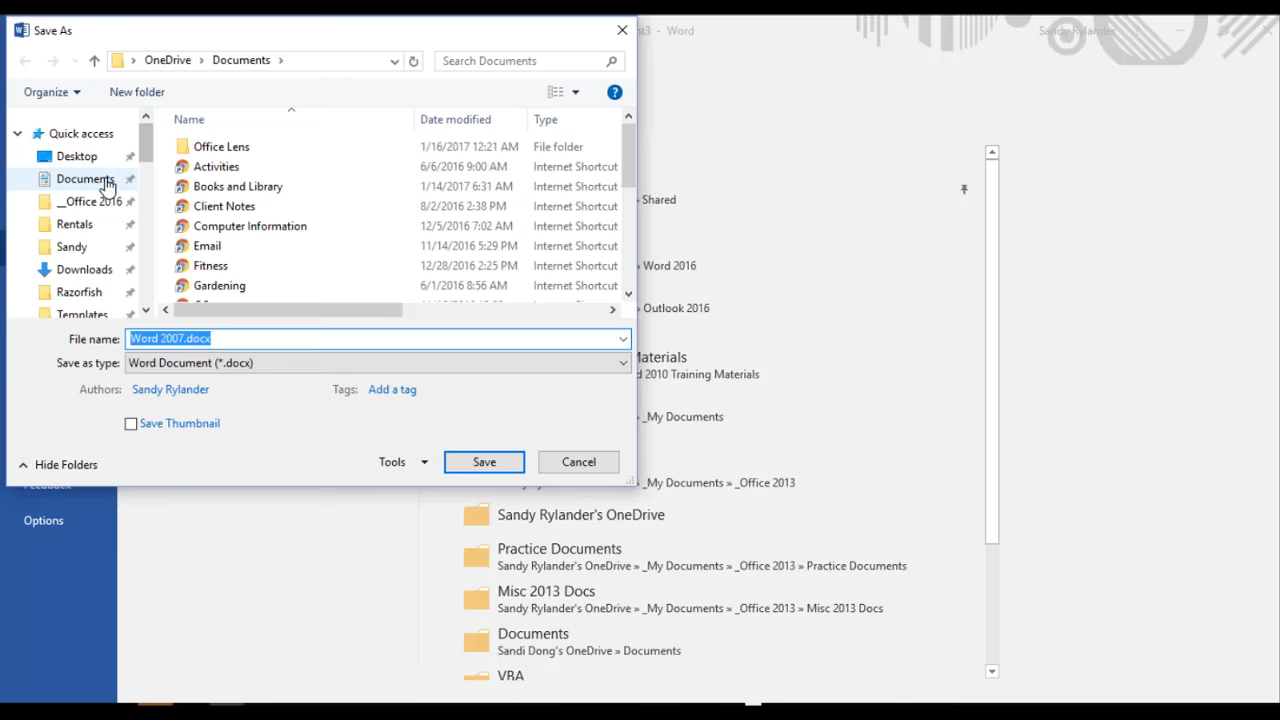 Save As
nt3 - Word
Sandy Rylander
OneDrive
Documents
Search Documents
Organize
New folder
?
Name
Date modified
Type
Quick access
Desktop
Documents
__Office 2016
Rentals
Sandy
Downloads
Razorfish
Templates
Office Lens 1/16/2017 12:21 AM File folder
Activities 6/6/2016 9:00 AM Internet Shortcut
Books and Library 1/14/2017 6:31 AM Internet Shortcut
Client Notes 8/2/2016 2:38 PM Internet Shortcut
Computer Information 12/5/2016 7:02 AM Internet Shortcut
Email 11/14/2016 5:29 PM Internet Shortcut
Fitness 12/28/2016 2:25 PM Internet Shortcut
Gardening 6/1/2016 8:56 AM Internet Shortcut
File name: Word 2007.docx
Save as type: Word Document (*.docx)
Authors: Sandy Rylander Tags: Add a tag
Save Thumbnail
Hide Folders
Tools
Save
Cancel
» Shared
» Word 2016
» Outlook 2016
Materials
d 2010 Training Materials
» _My Documents
» _My Documents » _Office 2013
Feedback
Options
Sandy Rylander's OneDrive
Practice Documents
Sandy Rylander's OneDrive » _My Documents » _Office 2013 » Practice Documents
Misc 2013 Docs
Sandy Rylander's OneDrive » _My Documents » _Office 2013 » Misc 2013 Docs
Documents
Sandi Dong's OneDrive » Documents
VBA